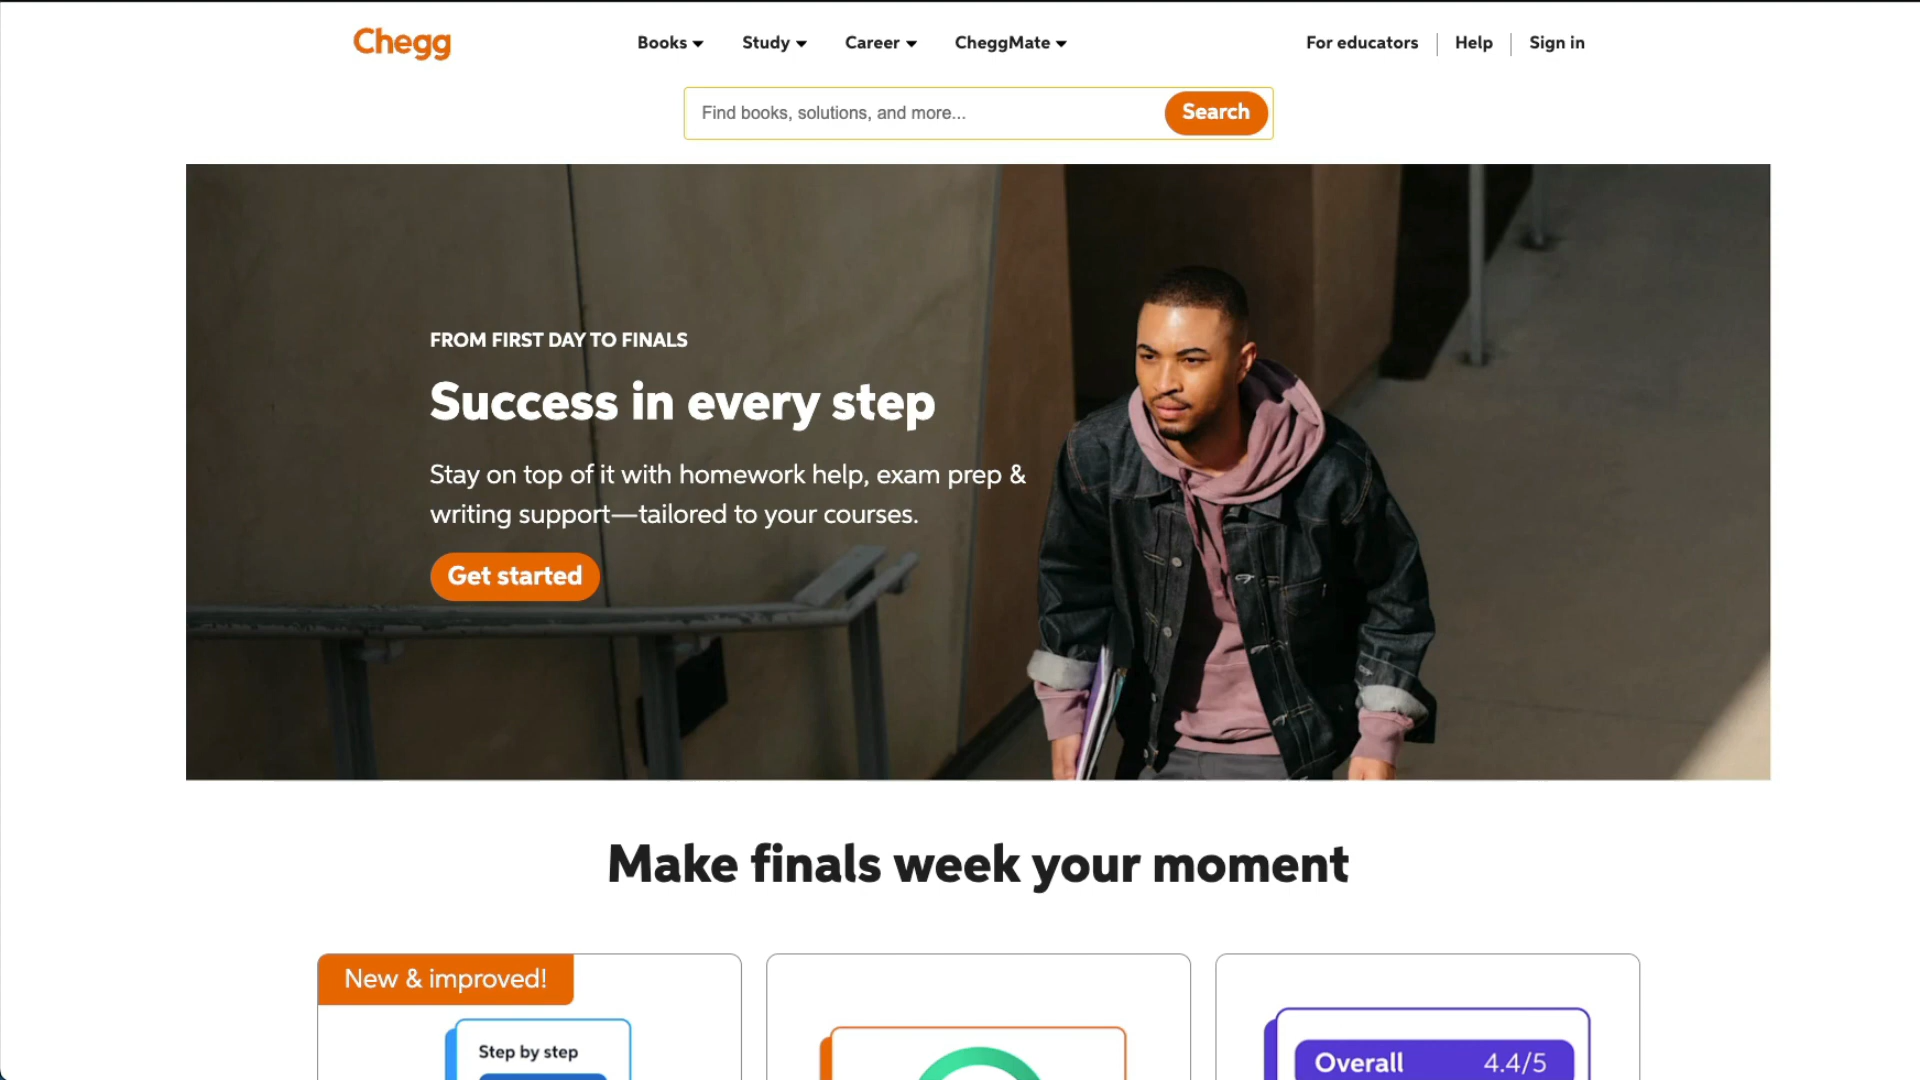 Chegg
Books
Study
Career
CheggMate
For educators
Help
Sign in
Find books, solutions, and more...
Search
FROM FIRST DAY TO FINALS
Success in every step
Stay on top of it with homework help, exam prep &
writing support—tailored to your courses.
Get started
Make finals week your moment
New & improved!
Step by step
Overall 4.4/5